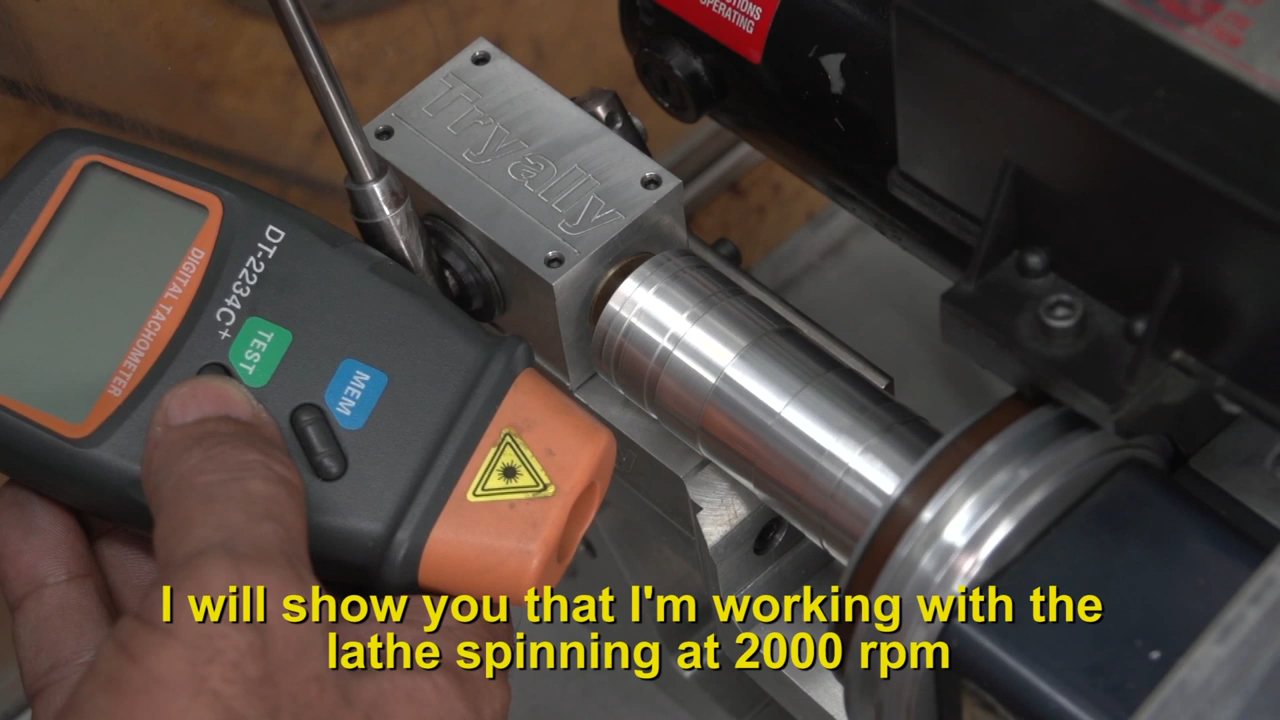 TIONS
OPERATING
Tryally
DIGITAL TACHOMETER
DT-2234C+
TEST
MEM
I will show you that I'm working with the
lathe spinning at 2000 rpm